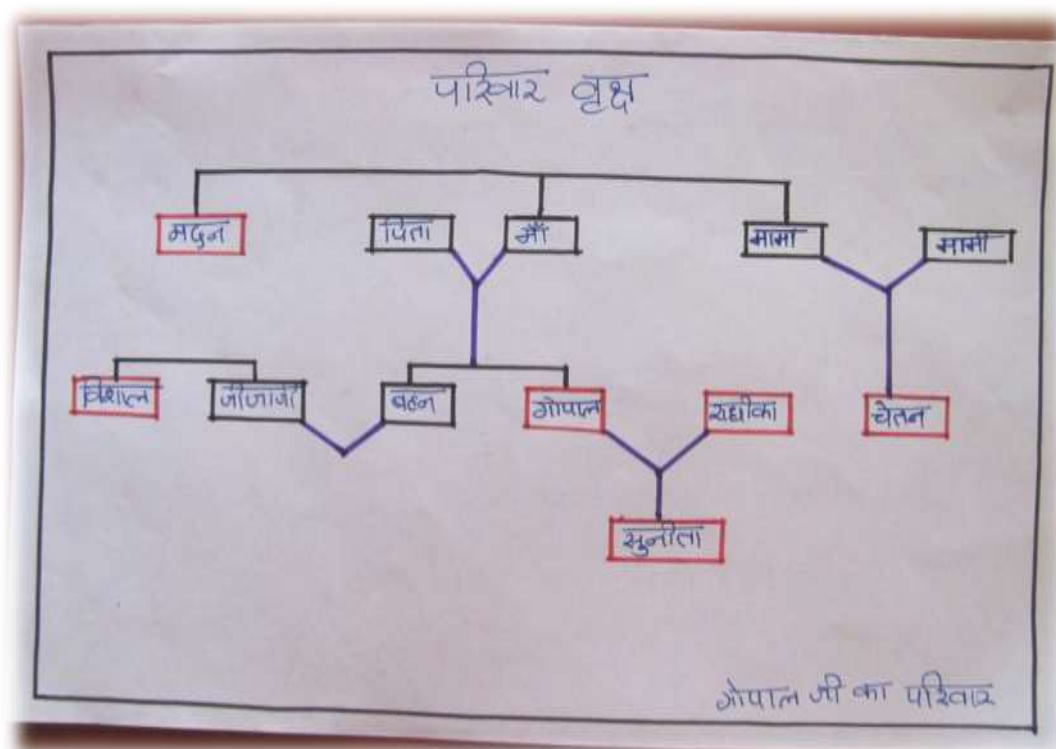 परिवार वृक्ष
मदन पिता माँ मामा मामी
विशाल जीजाजी बहन गोपाल राधीका चेतन
सुनीता
गोपाल जी का परिवार